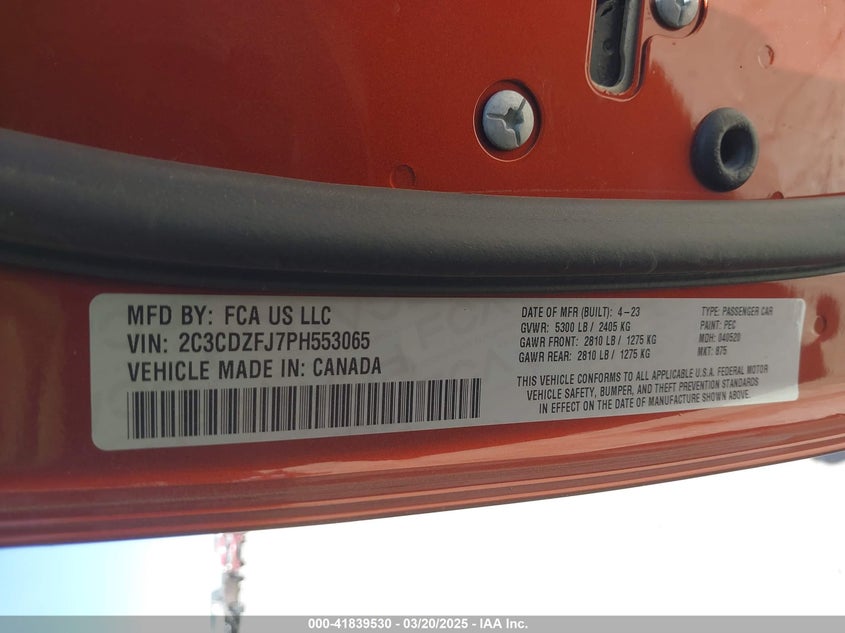 MFD BY: FCA US LLC
VIN: 2C3CDZFJ7PH553065
VEHICLE MADE IN: CANADA
DATE OF MFR (BUILT): 4-23
GVWR: 5300 LB / 2405 KG
GAWR FRONT: 2810 LB / 1275 KG
GAWR REAR: 2810 LB / 1275 KG
TYPE: PASSENGER CAR
PAINT: PEC
MDH: 040520
MKT: 875
THIS VEHICLE CONFORMS TO ALL APPLICABLE U.S.A. FEDERAL MOTOR
VEHICLE SAFETY, BUMPER, AND THEFT PREVENTION STANDARDS
IN EFFECT ON THE DATE OF MANUFACTURE SHOWN ABOVE.
000-41839530 - 03/20/2025 - IAA Inc.